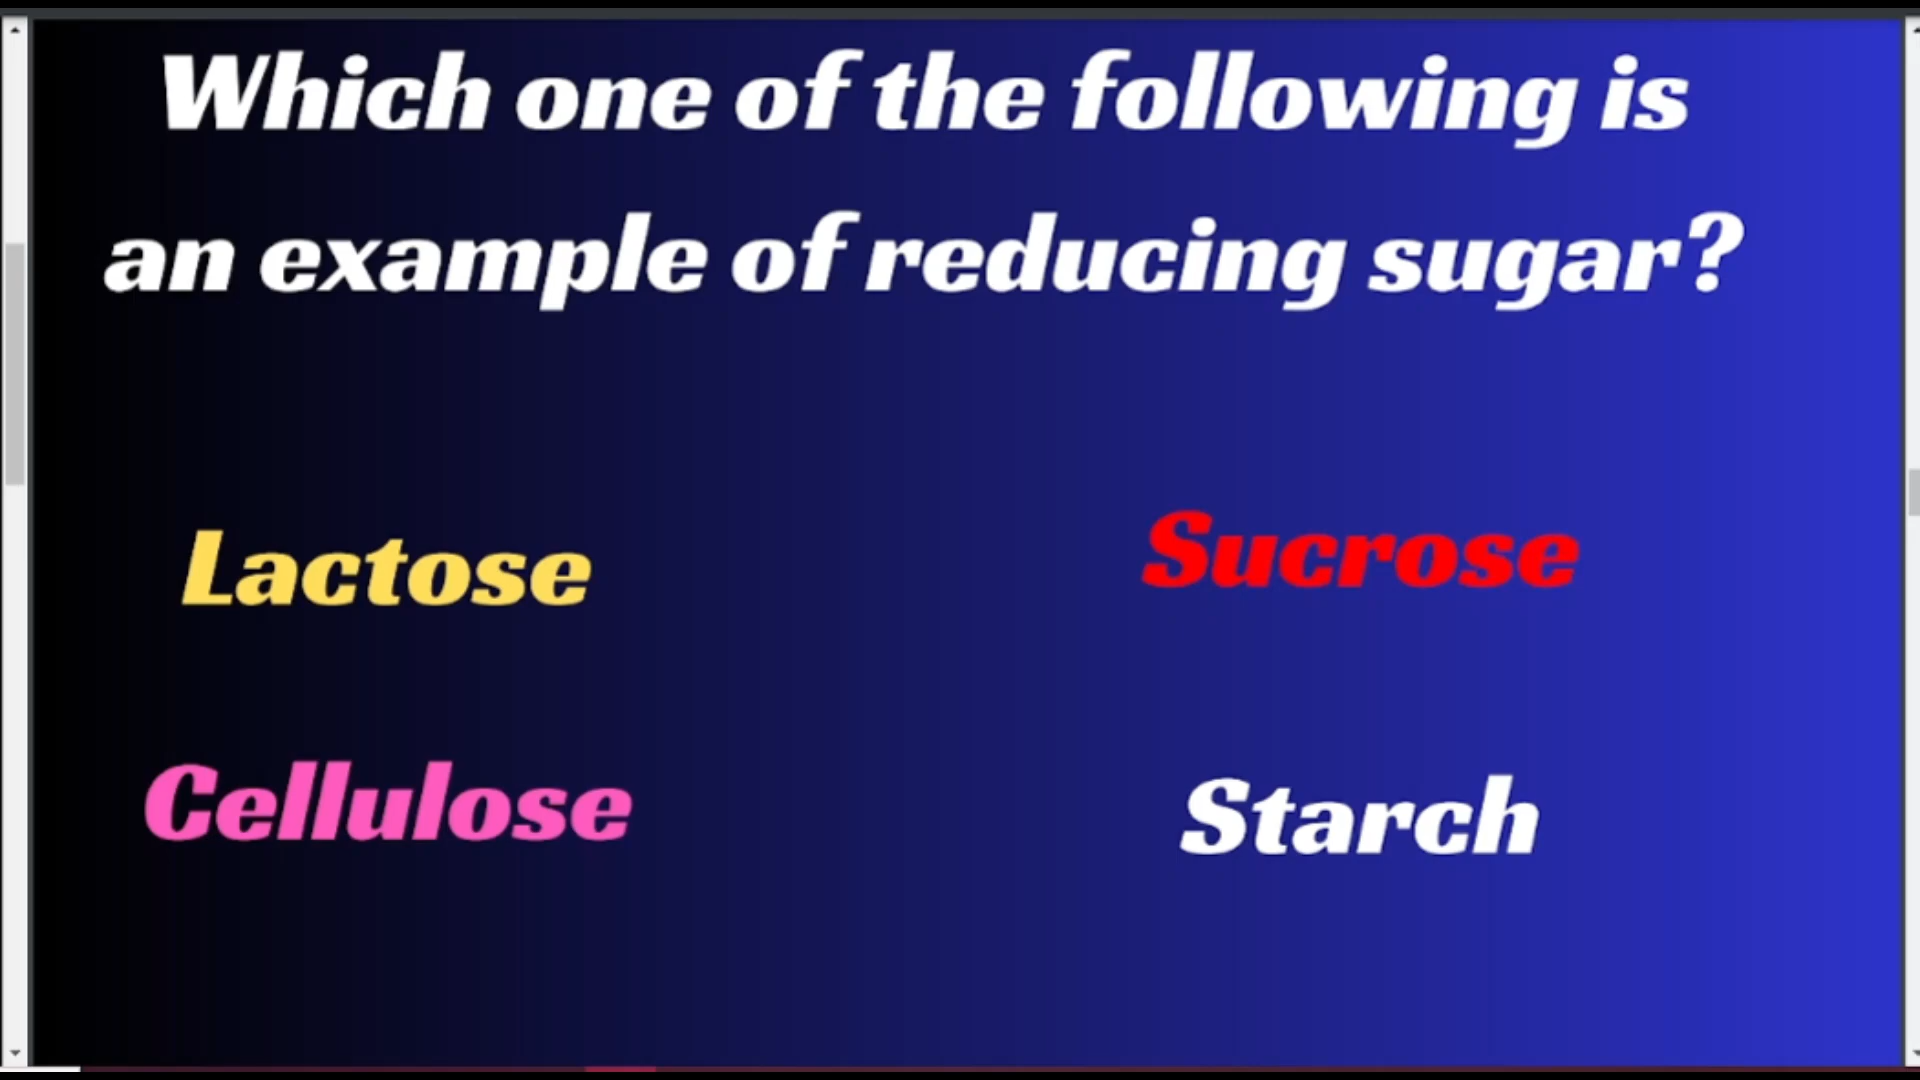 Which one of the following is
an example of reducing sugar?
Lactose
Sucrose
Cellulose
Starch